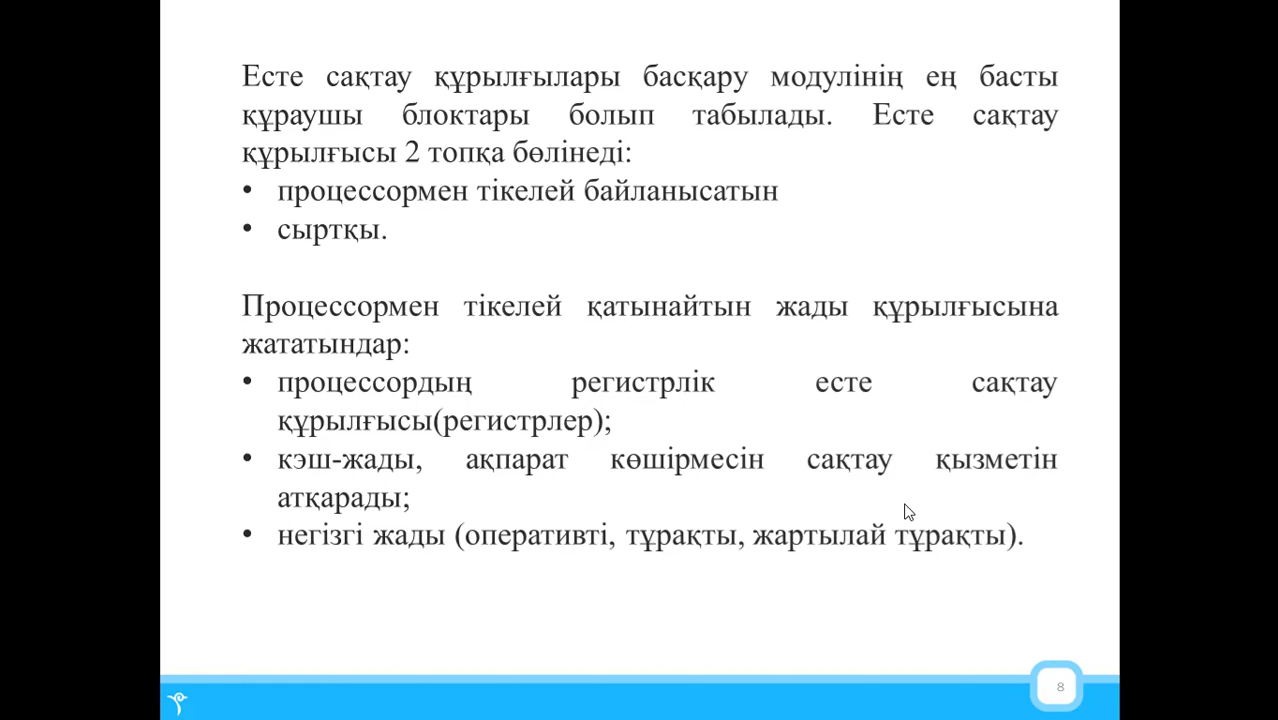 Есте сақтау құрылғылары басқару модулінің ең басты
құраушы блоктары болып табылады. Есте сақтау
құрылғысы 2 топқа бөлінеді:
• процессормен тікелей байланысатын
• сыртқы.
Процессормен тікелей қатынайтын жады құрылғысына
жататындар:
• процессордың регистрлік есте сақтау
құрылғысы(регистрлер);
• кэш-жады, ақпарат көшірмесін сақтау қызметін
атқарады;
• негізгі жады (оперативті, тұрақты, жартылай тұрақты).
8